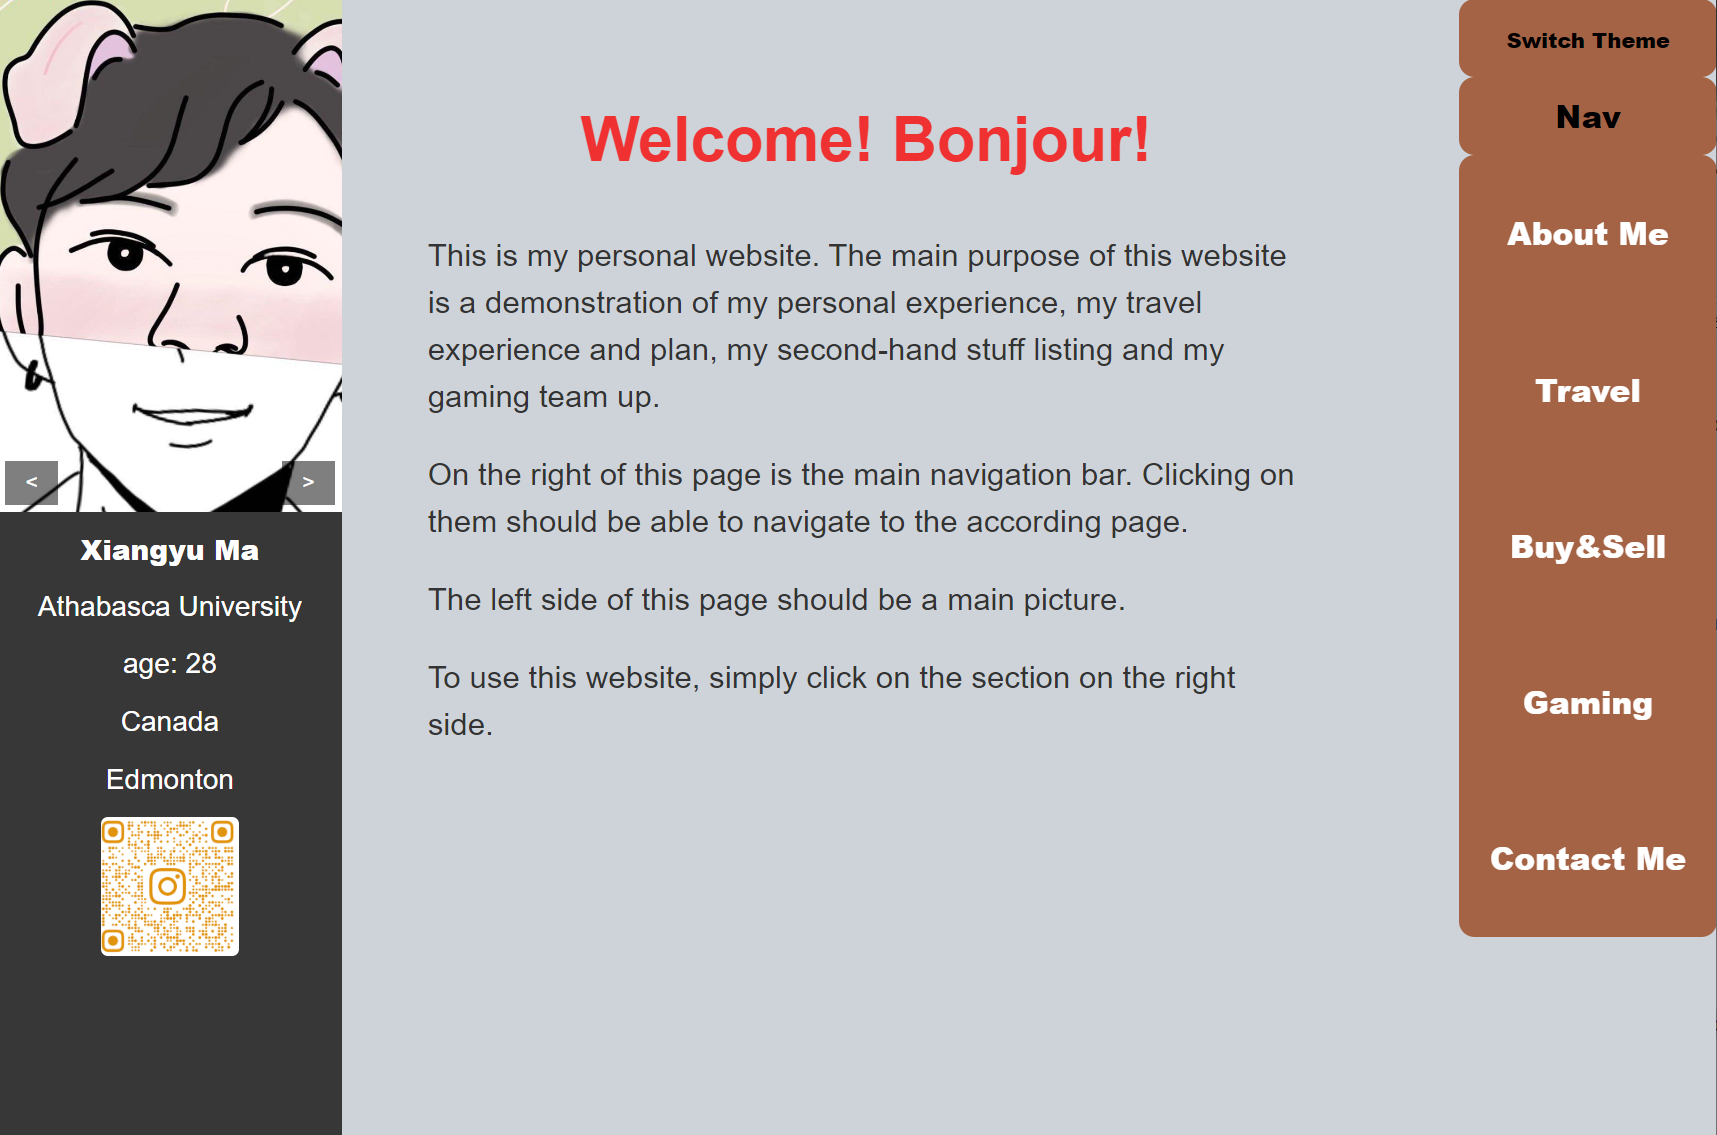 <
>
Xiangyu Ma
Athabasca University
age: 28
Canada
Edmonton
Welcome! Bonjour!
This is my personal website. The main purpose of this website
is a demonstration of my personal experience, my travel
experience and plan, my second-hand stuff listing and my
gaming team up.
On the right of this page is the main navigation bar. Clicking on
them should be able to navigate to the according page.
The left side of this page should be a main picture.
To use this website, simply click on the section on the right
side.
Switch Theme
Nav
About Me
Travel
Buy&Sell
Gaming
Contact Me